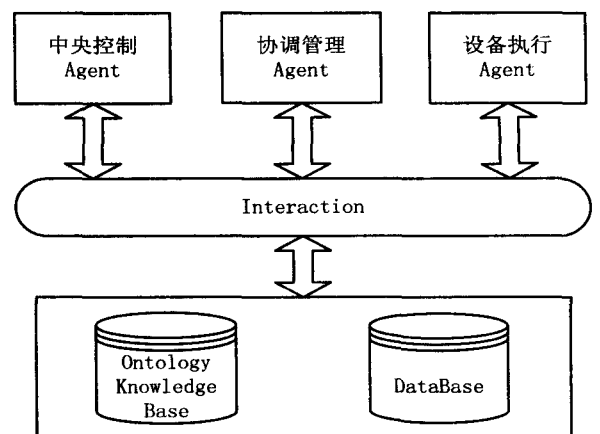 中央控制
Agent
协调管理
Agent
设备执行
Agent
Interaction
Ontology
Knowledge
Base
DataBase